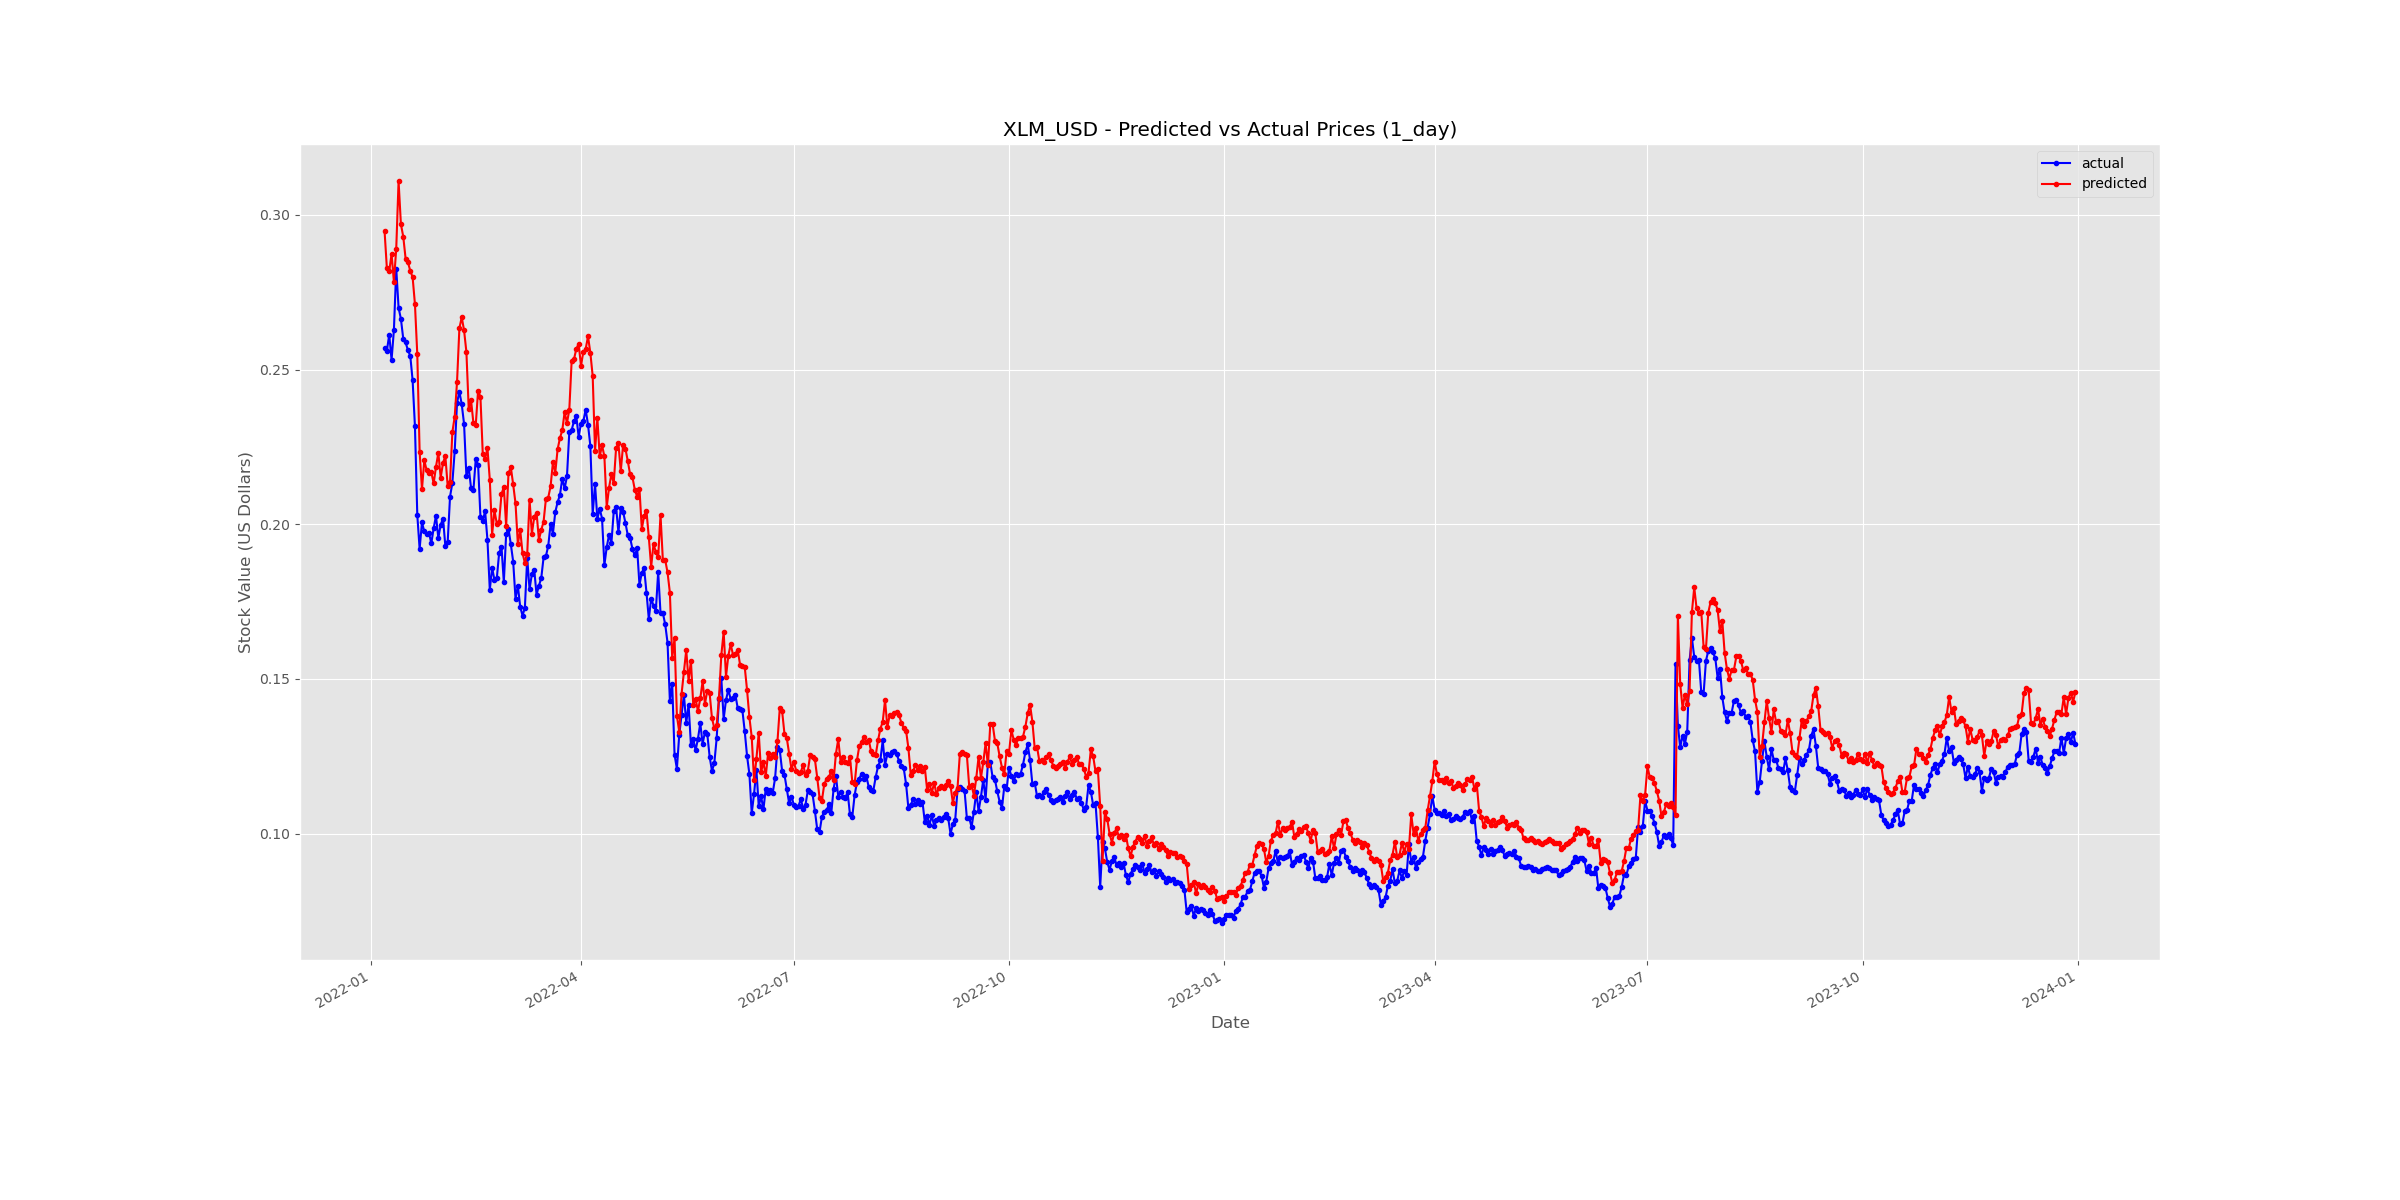 XLM_USD - Predicted vs Actual Prices (1_day)
actual
predicted
0.30
0.25
0.20
0.15
0.10
Stock Value (US Dollars)
2022-01
2022-04
2022-07
2022-10
2023-01
2023-04
2023-07
2023-10
2024-01
Date